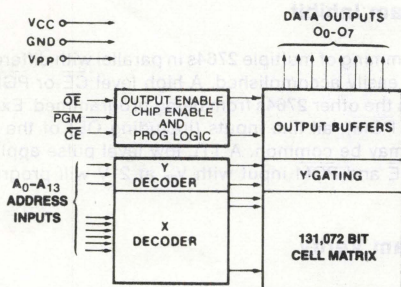 VCC
GND
VPP
DATA OUTPUTS
O0-O7
OE
PGM
CE
OUTPUT ENABLE
CHIP ENABLE
AND
PROG LOGIC
OUTPUT BUFFERS
A0-A13
ADDRESS
INPUTS
Y
DECODER
Y-GATING
X
DECODER
131,072 BIT
CELL MATRIX